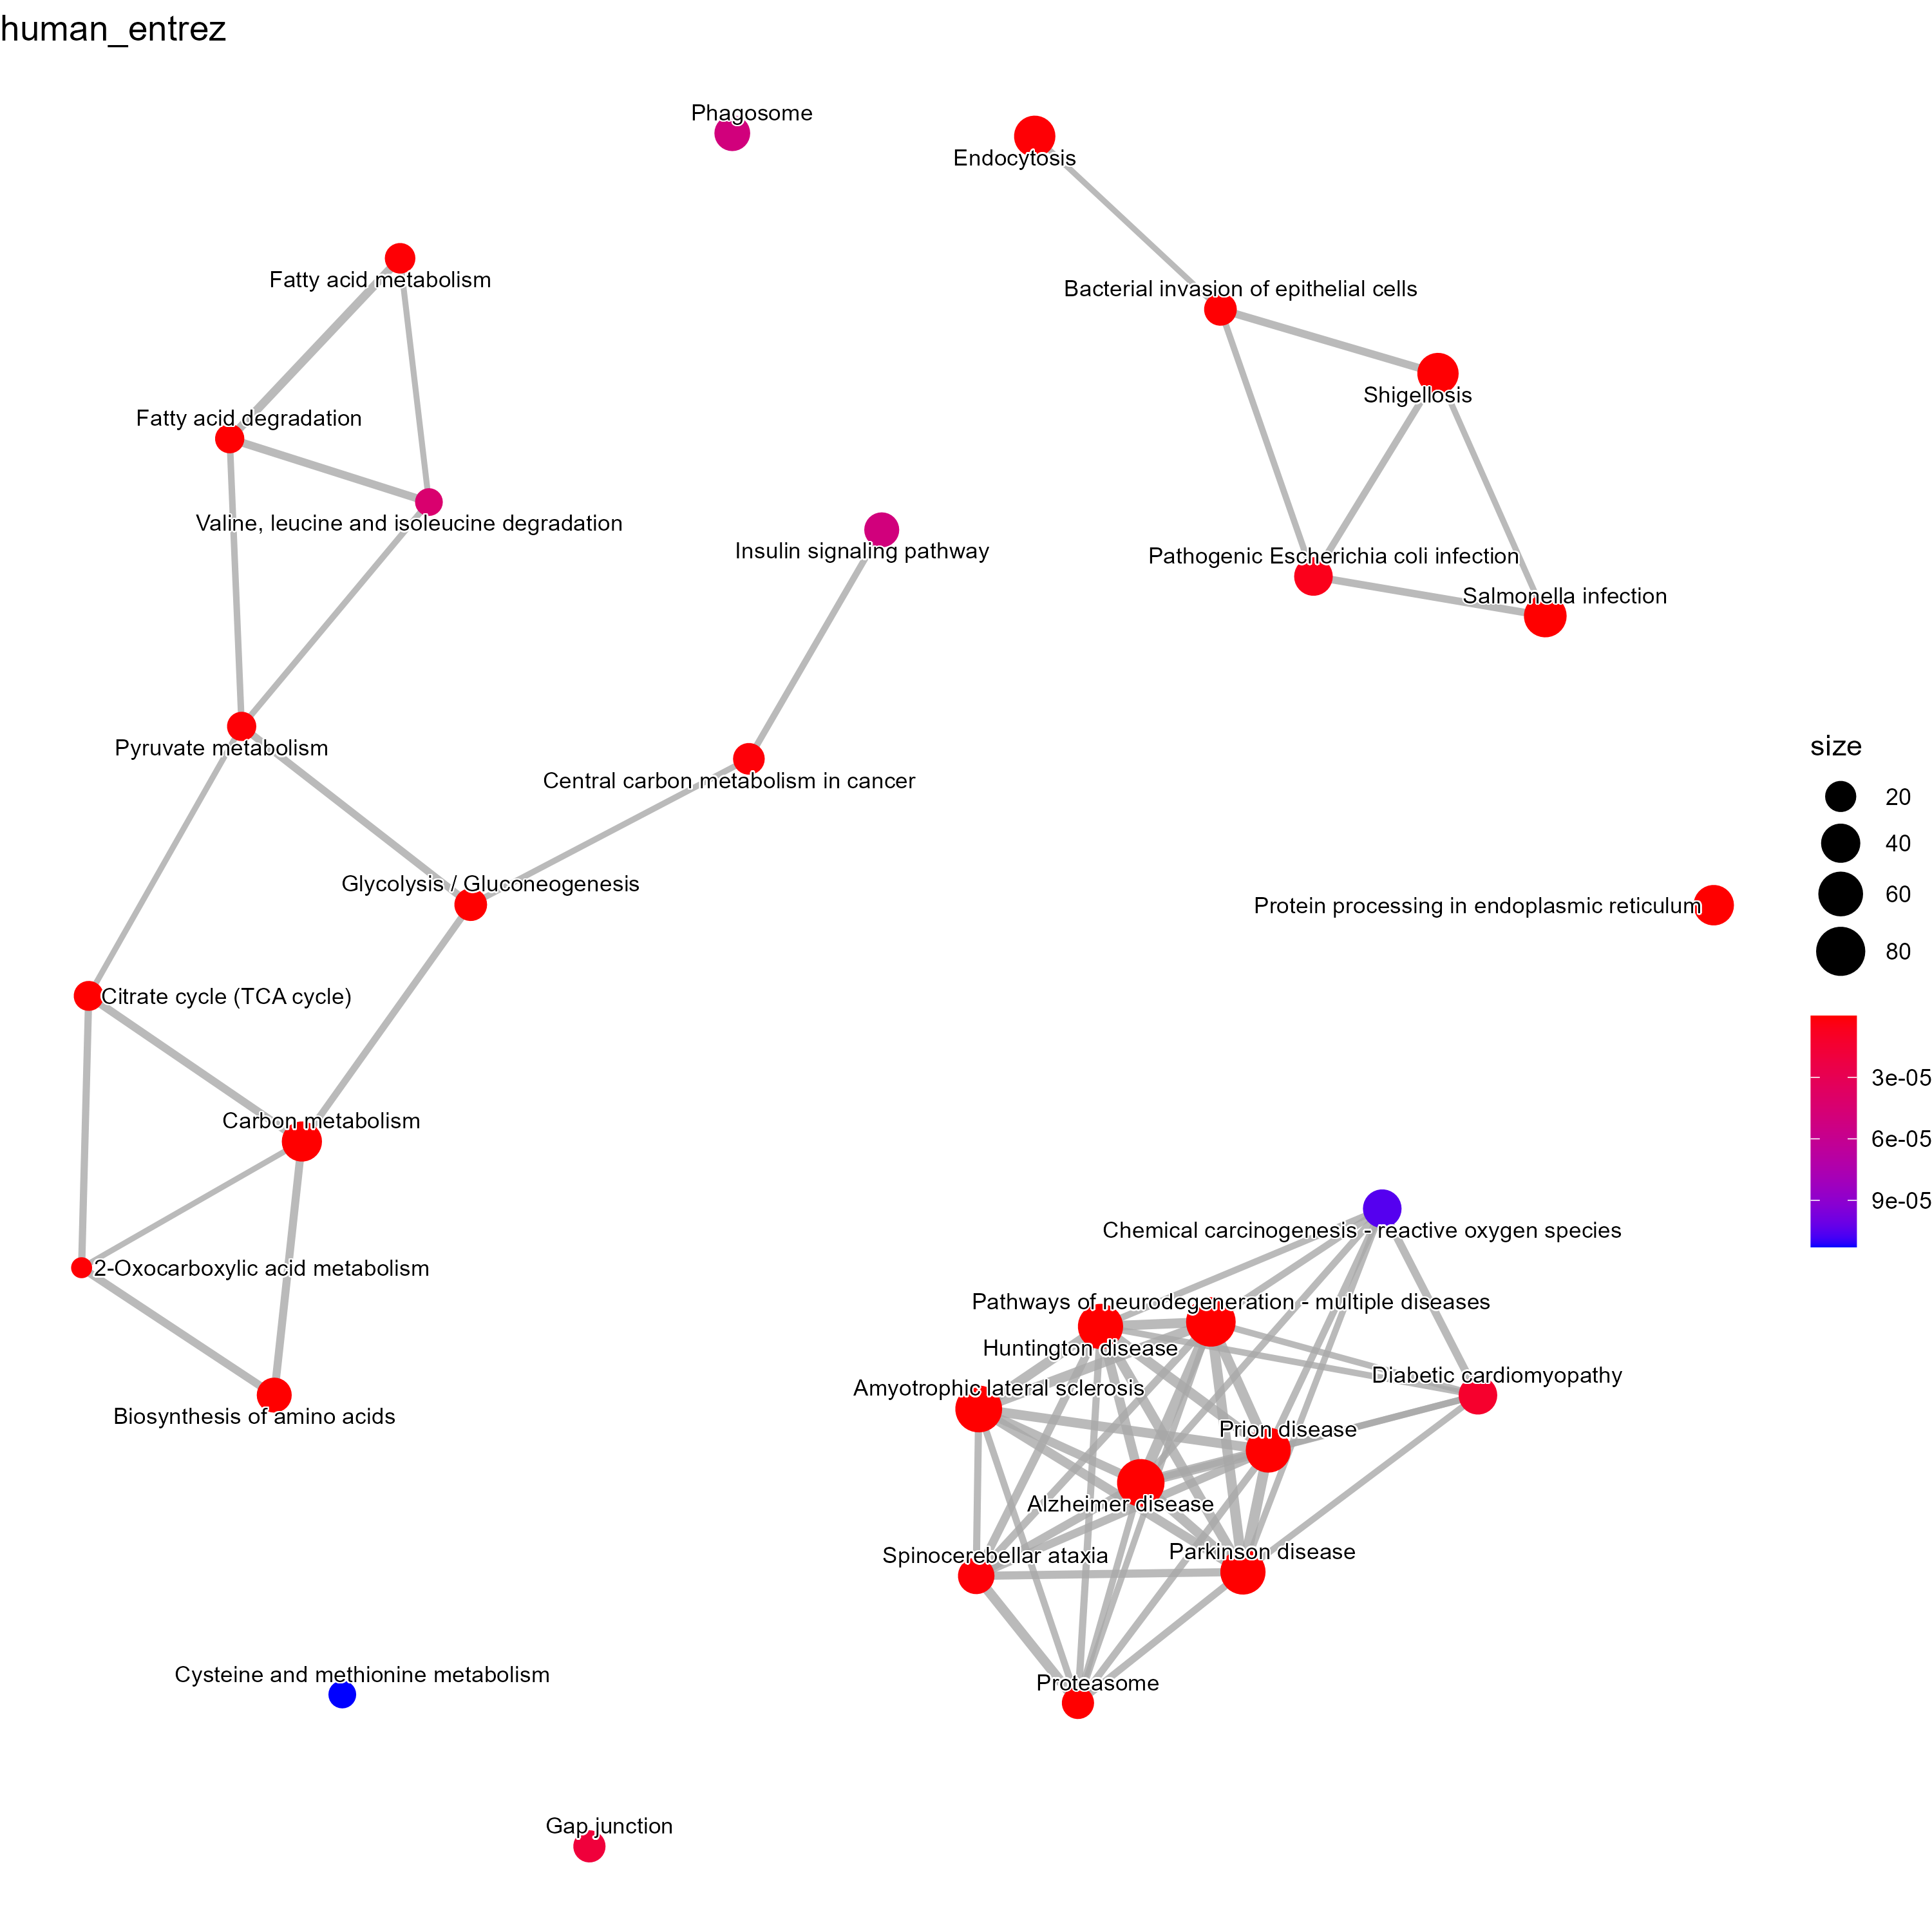 human_entrez
Phagosome
Endocytosis
Fatty acid metabolism
Bacterial invasion of epithelial cells
Shigellosis
Fatty acid degradation
Valine, leucine and isoleucine degradation
Insulin signaling pathway
Pathogenic Escherichia coli infection
Salmonella infection
Pyruvate metabolism
Central carbon metabolism in cancer
Glycolysis / Gluconeogenesis
Protein processing in endoplasmic reticulum
size
20
40
60
80
Citrate cycle (TCA cycle)
3e-05
6e-05
9e-05
Carbon metabolism
2-Oxocarboxylic acid metabolism
Chemical carcinogenesis - reactive oxygen species
Pathways of neurodegeneration - multiple diseases
Huntington disease
Diabetic cardiomyopathy
Amyotrophic lateral sclerosis
Biosynthesis of amino acids
Prion disease
Alzheimer disease
Spinocerebellar ataxia
Parkinson disease
Cysteine and methionine metabolism
Proteasome
Gap junction